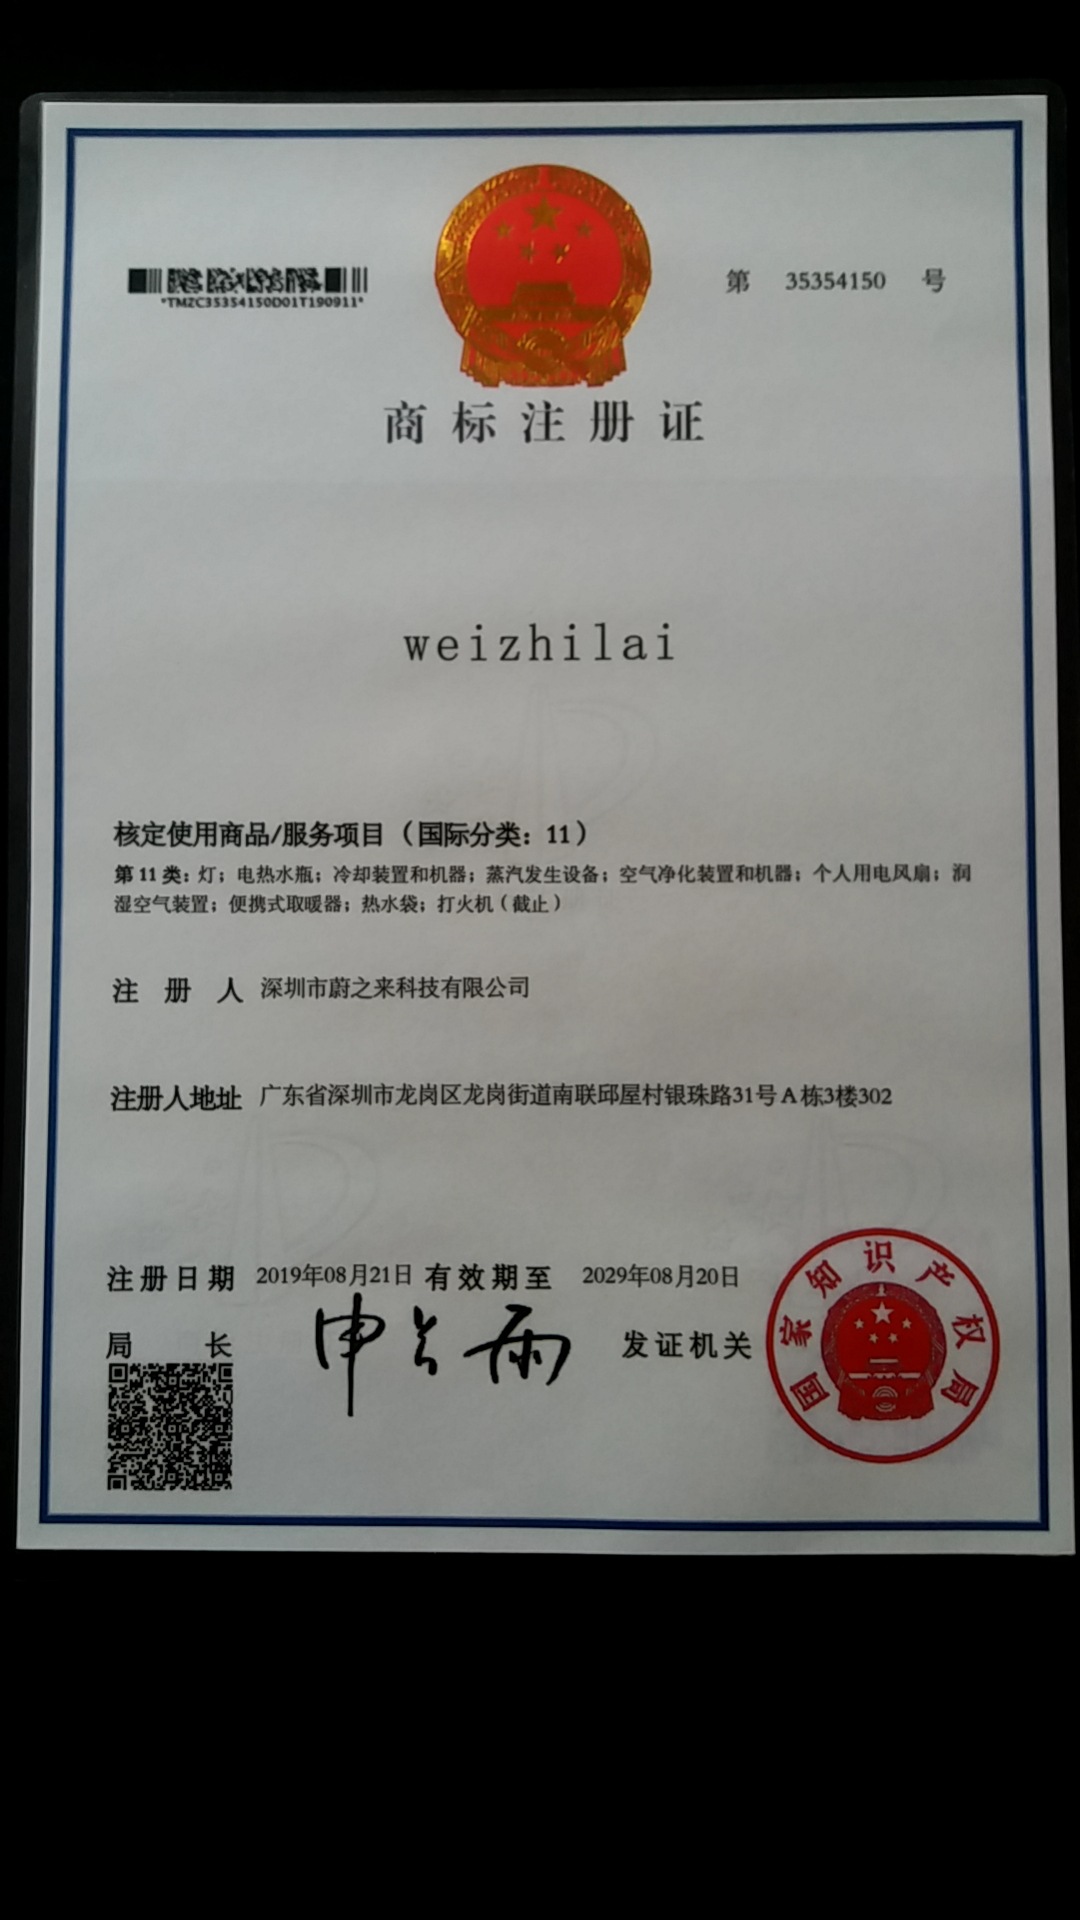 *TMZC35354150D01T190911*
第 35354150 号
商标注册证
weizhilai
核定使用商品/服务项目（国际分类：11）
第11类：灯；电热水瓶；冷却装置和机器；蒸汽发生设备；空气净化装置和机器；个人用电风扇；润
湿空气装置；便携式取暖器；热水袋；打火机（截止）
注册人 深圳市蔚之来科技有限公司
注册人地址 广东省深圳市龙岗区龙岗街道南联邱屋村银珠路31号A栋3楼302
注册日期 2019年08月21日 有效期至 2029年08月20日
局长 申长雨 发证机关
国家知识产权局